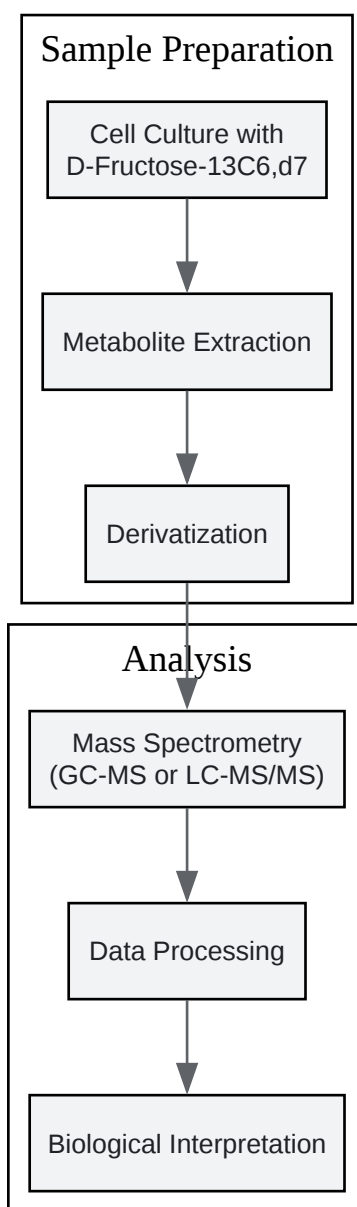 Sample Preparation
Cell Culture with
D-Fructose-13C6,d7
Metabolite Extraction
Derivatization
Analysis
Mass Spectrometry
(GC-MS or LC-MS/MS)
Data Processing
Biological Interpretation